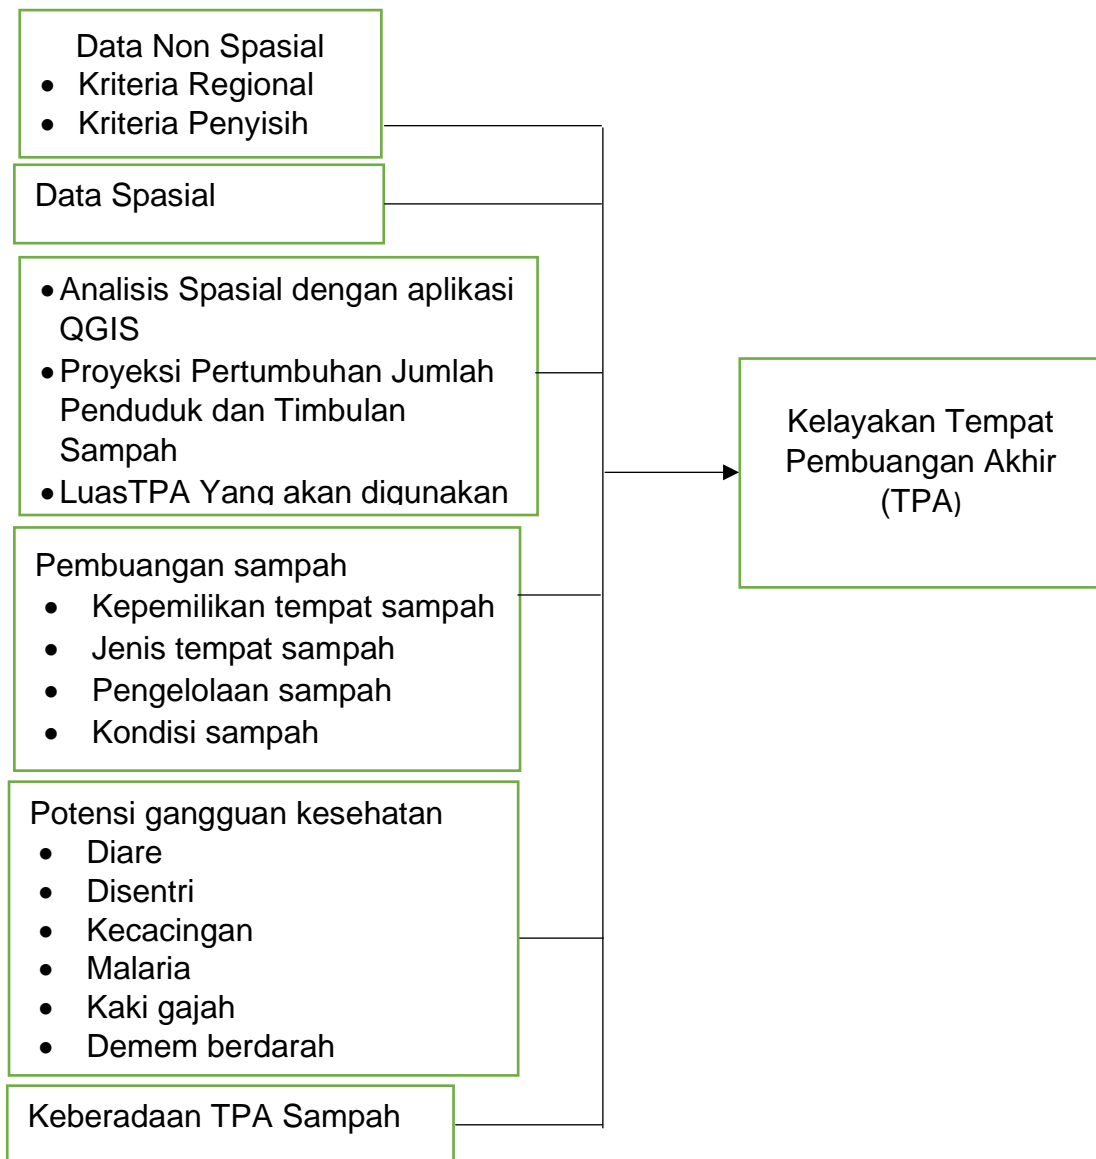 Data Non Spasial
• Kriteria Regional
• Kriteria Penyisih
Data Spasial
• Analisis Spasial dengan aplikasi
QGIS
• Proyeksi Pertumbuhan Jumlah
Penduduk dan Timbulan
Sampah
• LuasTPA Yang akan digunakan
Pembuangan sampah
• Kepemilikan tempat sampah
• Jenis tempat sampah
• Pengelolaan sampah
• Kondisi sampah
Potensi gangguan kesehatan
• Diare
• Disentri
• Kecacingan
• Malaria
• Kaki gajah
• Demem berdarah
Keberadaan TPA Sampah
Kelayakan Tempat
Pembuangan Akhir
(TPA)